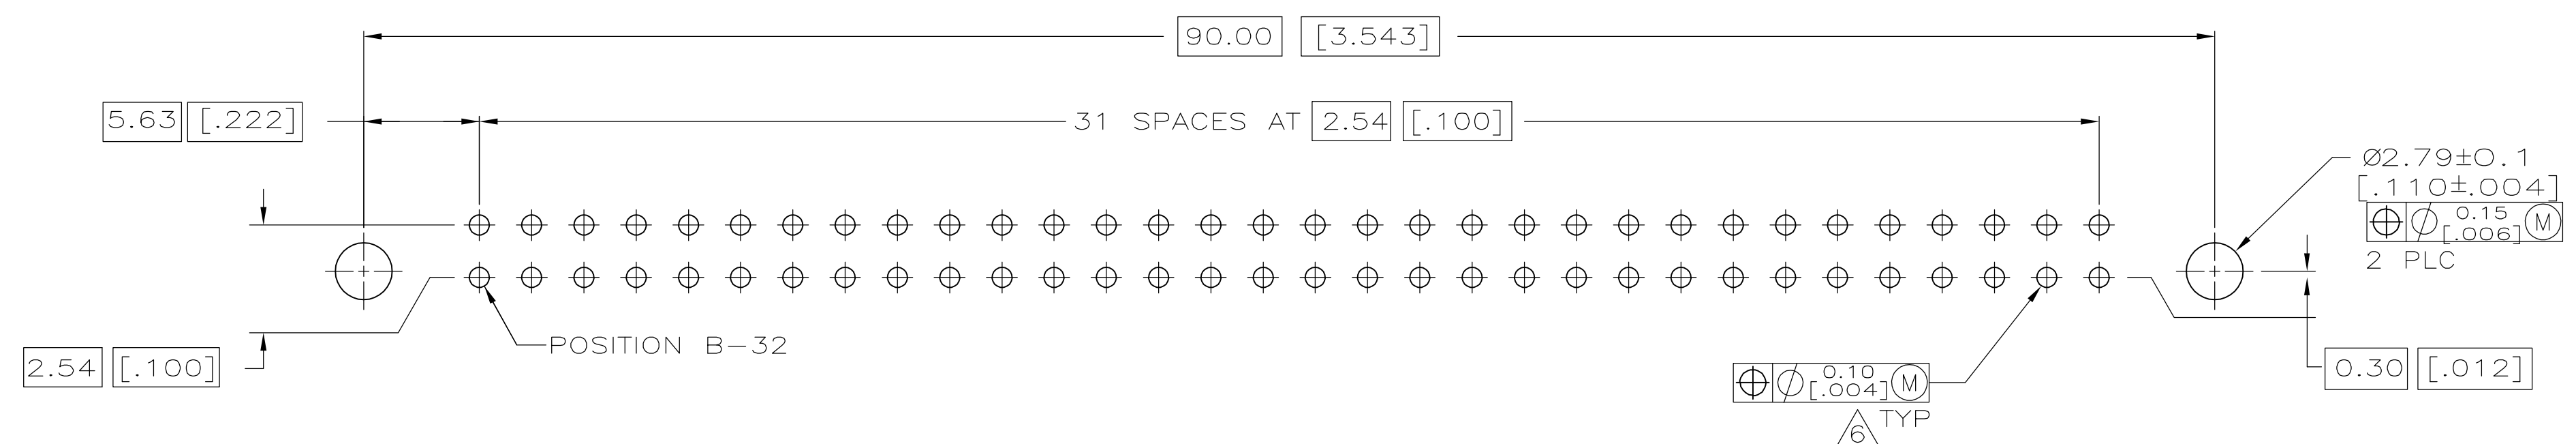 90.00 [3.543]
5.63 [.222]
31 SPACES AT 2.54 [.100]
Ø2.79±0.1
[.110±.004]
⌖ ⌀ 0.15 [.006] Ⓜ
2 PLC
POSITION B-32
2.54 [.100]
⌖ ⌀ 0.10 [.004] Ⓜ
6 TYP
0.30 [.012]